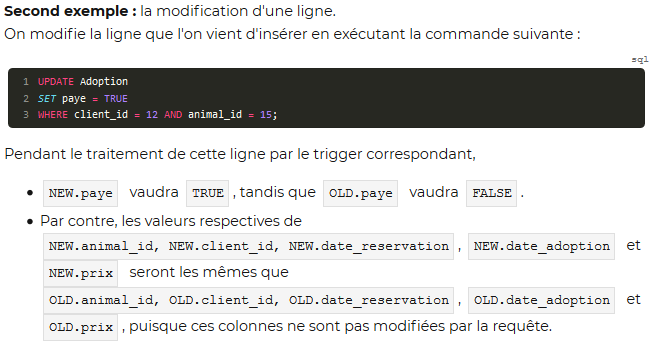 Second exemple : la modification d'une ligne.
On modifie la ligne que l'on vient d'insérer en exécutant la commande suivante :
sql
1 UPDATE Adoption
2 SET paye = TRUE
3 WHERE client_id = 12 AND animal_id = 15;
Pendant le traitement de cette ligne par le trigger correspondant,
• NEW.paye vaudra TRUE , tandis que OLD.paye vaudra FALSE .
• Par contre, les valeurs respectives de
NEW.animal_id, NEW.client_id, NEW.date_reservation , NEW.date_adoption et
NEW.prix seront les mêmes que
OLD.animal_id, OLD.client_id, OLD.date_reservation , OLD.date_adoption et
OLD.prix , puisque ces colonnes ne sont pas modifiées par la requête.